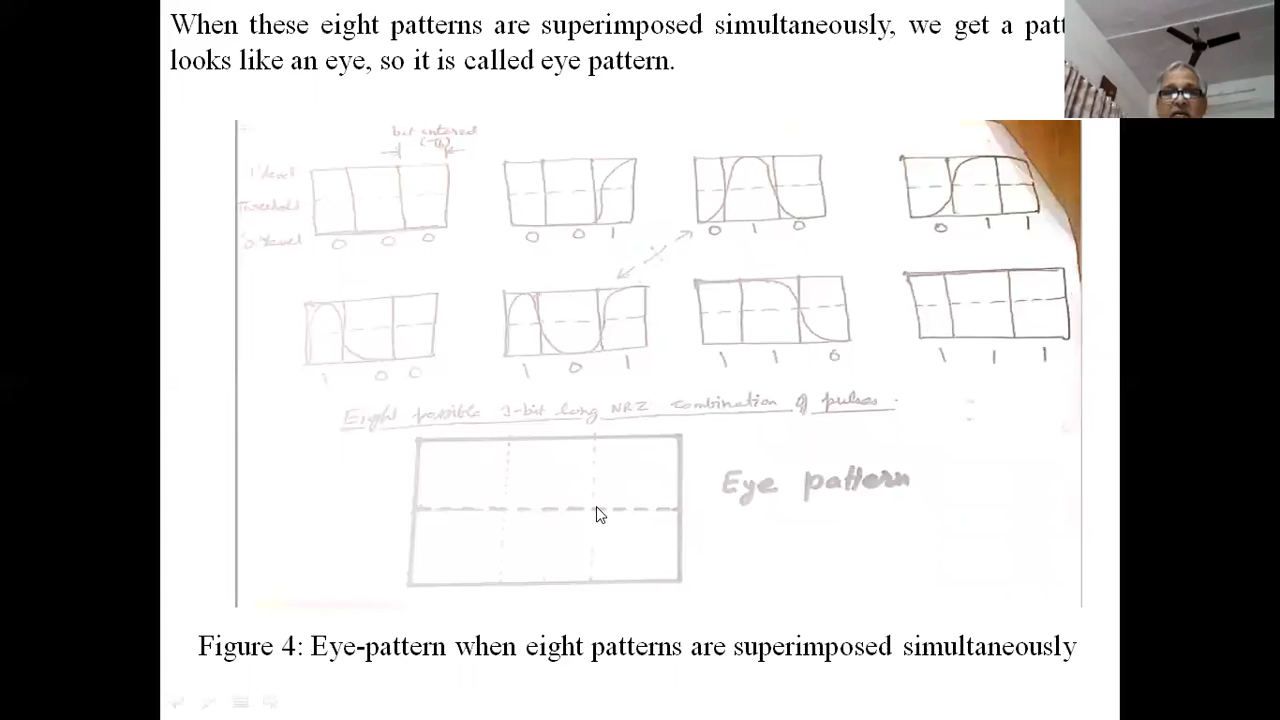 When these eight patterns are superimposed simultaneously, we get a patt
looks like an eye, so it is called eye pattern.
bit interval
(Tb)
1 level
Threshold
0 level
0 0 0
0 0 1
0 1 0
0 1 1
1 0 0
1 0 1
1 1 0
1 1 1
Eight possible 3-bit long NRZ combination of pulses.
Eye pattern
Figure 4: Eye-pattern when eight patterns are superimposed simultaneously